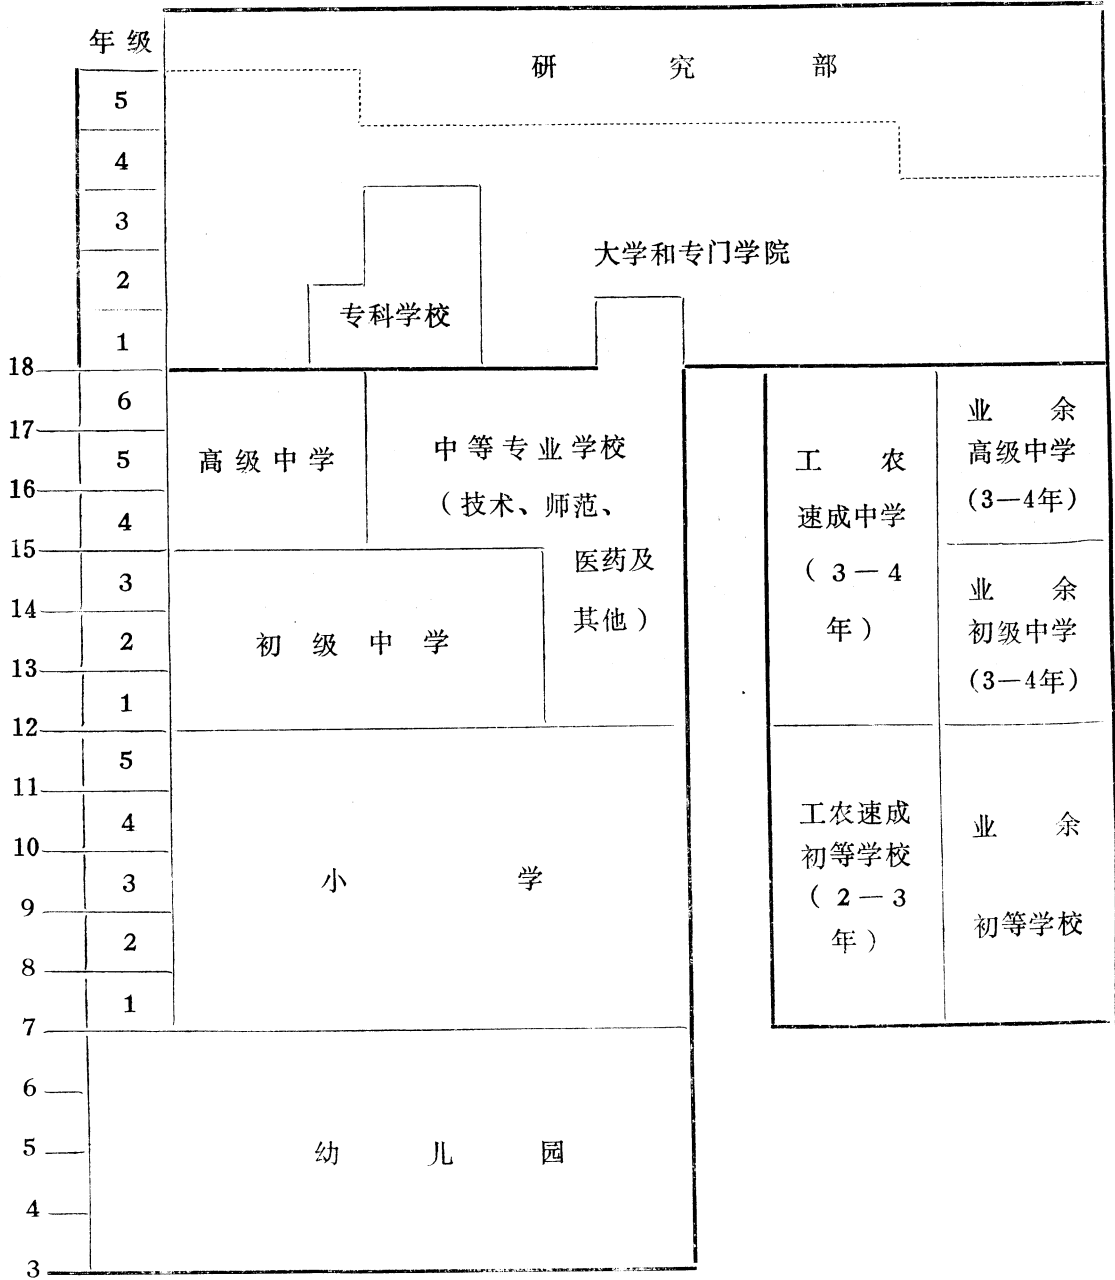 年级
研究部
5
4
3
2
1
大学和专门学院
专科学校
18
6
17
5
16
4
15
3
14
2
13
1
12
5
11
4
10
3
9
2
8
1
7
6
5
4
3
高级中学
中等专业学校
（技术、师范、
医药及
其他）
初级中学
小学
幼儿园
工农
速成中学
（3—4
年）
业余
高级中学
(3—4年)
业余
初级中学
(3—4年)
工农速成
初等学校
（2—3
年）
业余
初等学校